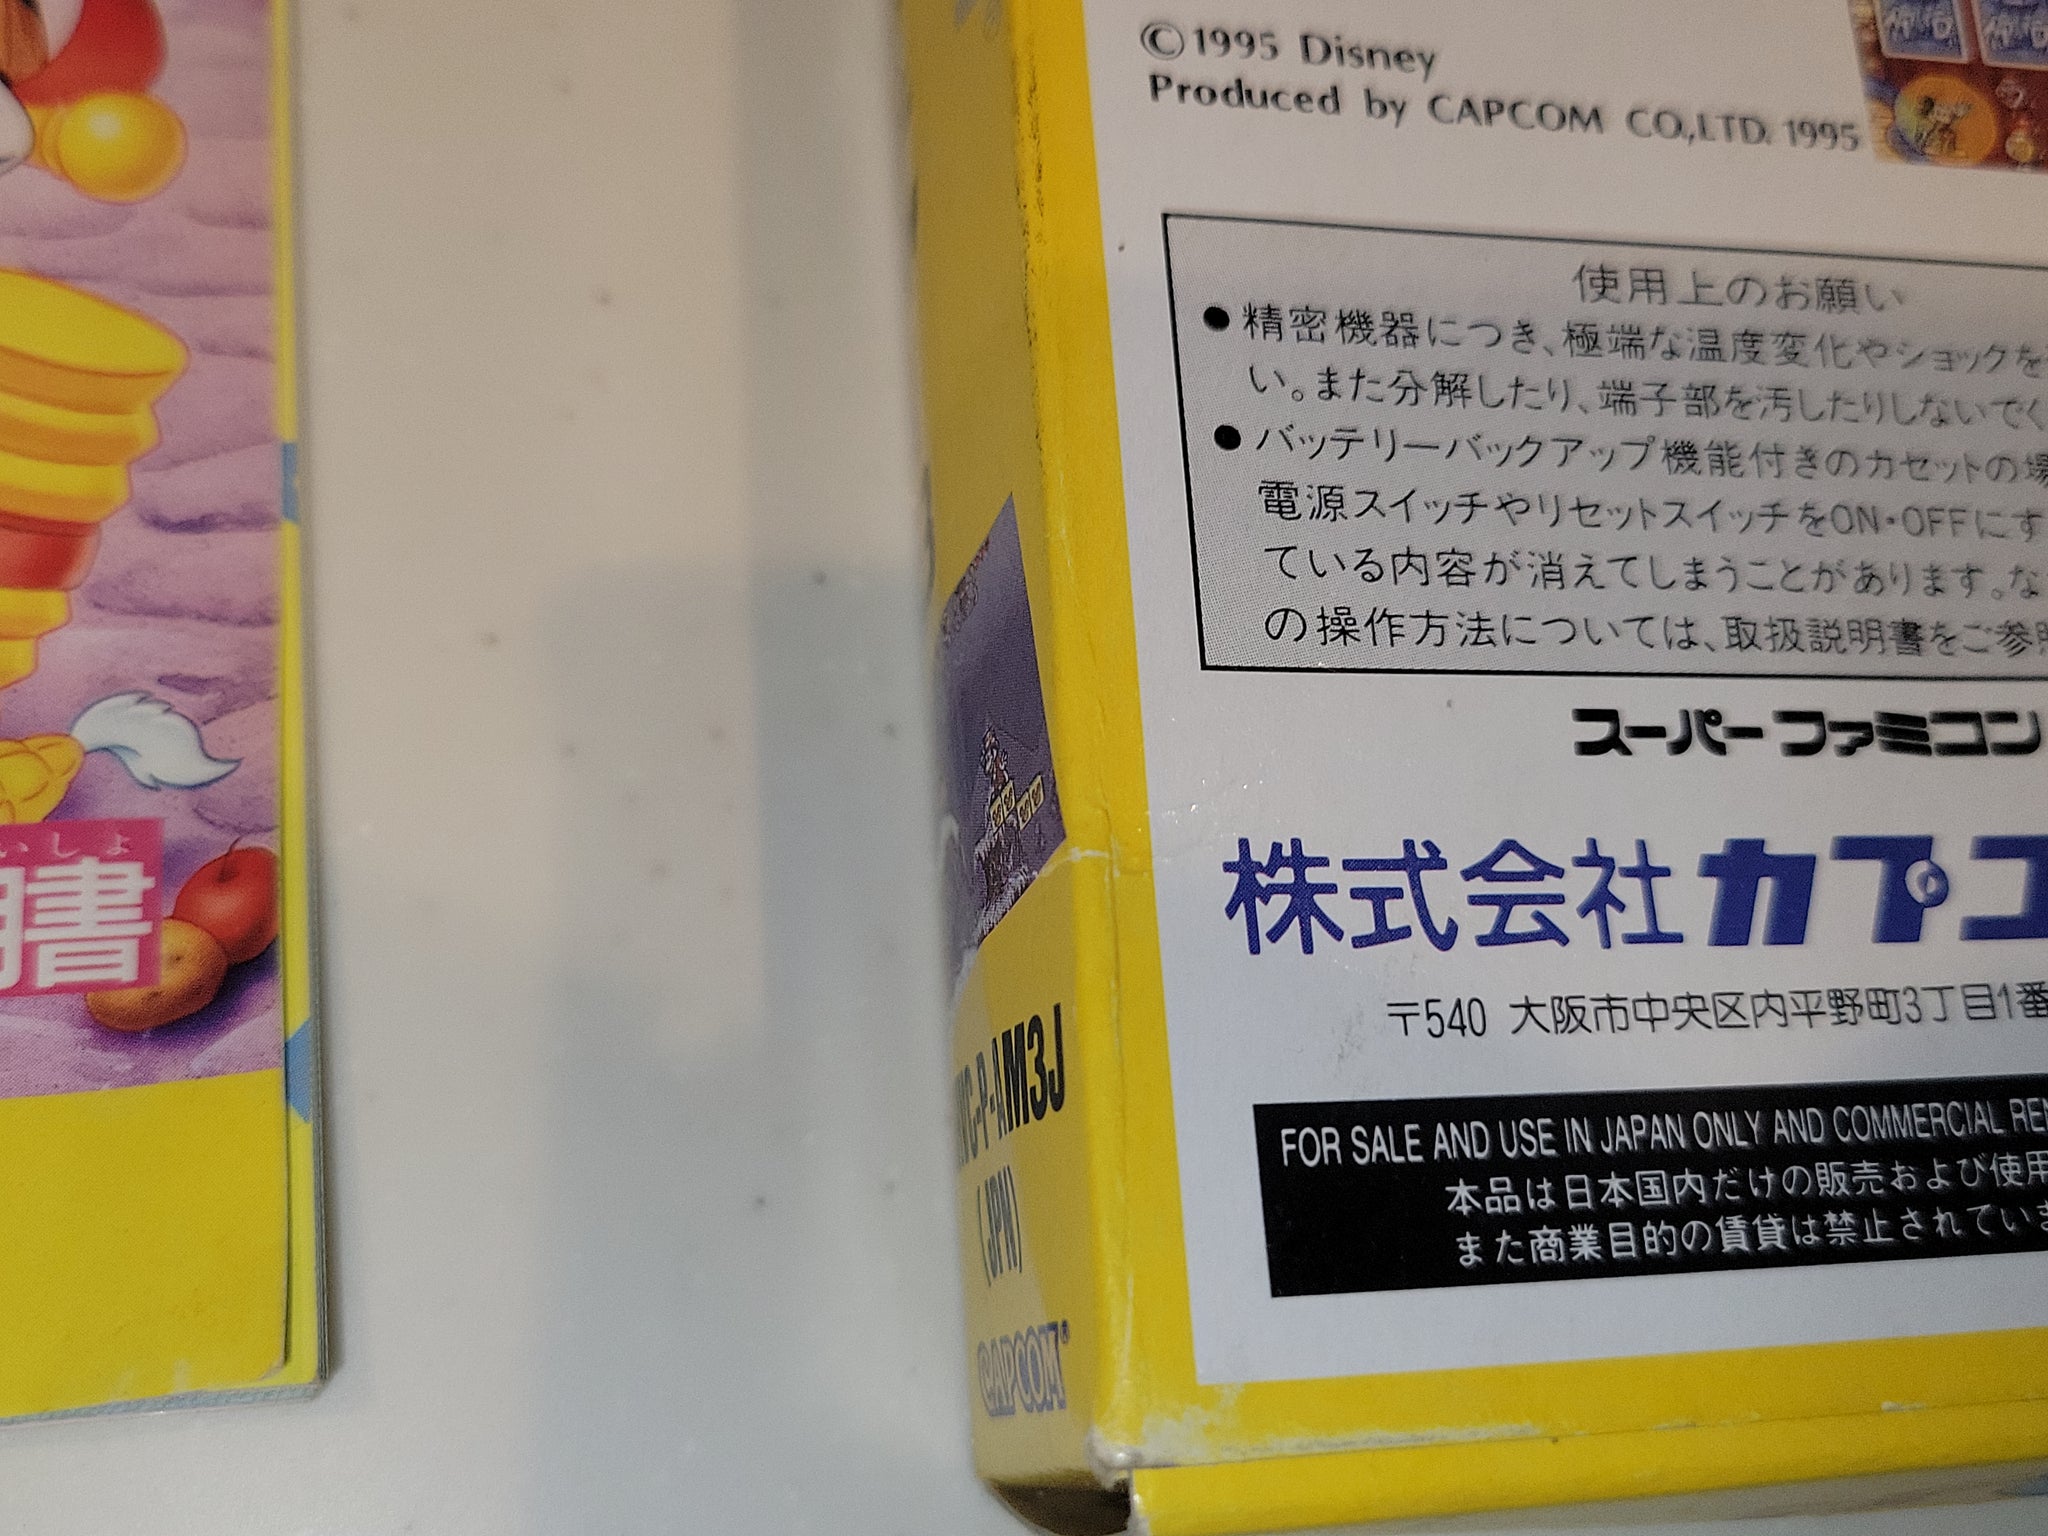 いしょ
明書
©1995 Disney
Produced by CAPCOM CO.,LTD. 1995
使用上のお願い
●精密機器につき、極端な温度変化やショックを
い。また分解したり、端子部を汚したりしないでく
●バッテリーバックアップ機能付きのカセットの場
電源スイッチやリセットスイッチをON・OFFにす
ている内容が消えてしまうことがあります。な
の操作方法については、取扱説明書をご参照
スーパーファミコン
株式会社カプコ
〒540 大阪市中央区内平野町3丁目1番
FOR SALE AND USE IN JAPAN ONLY AND COMMERCIAL REN
本品は日本国内だけの販売および使用
また商業目的の賃貸は禁止されていま
VC-P-AM3J
(JPN)
CAPCOM®